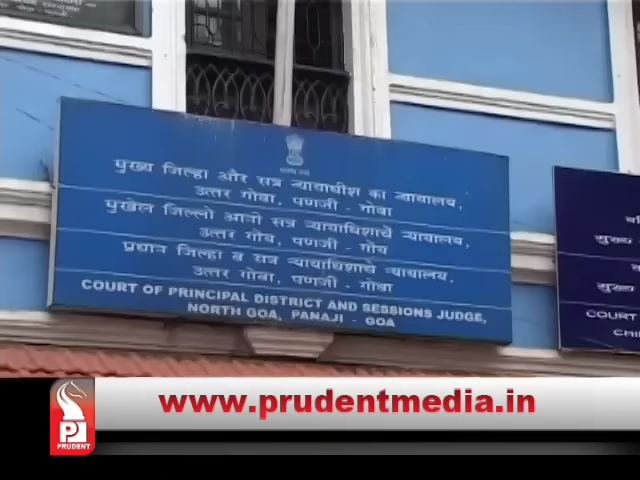 मुख्य जिल्हा और सत्र न्यायाधीश का न्यायालय,
उत्तर गोवा, पणजी - गोवा
मुखेल जिल्लो आनी सत्र न्यायाधिशाचे न्यायालय,
उत्तर गोंय, पणजी - गोंय
प्रधान जिल्हा व सत्र न्यायाधिशाचे न्यायालय,
उत्तर गोवा, पणजी - गोवा
COURT OF PRINCIPAL DISTRICT AND SESSIONS JUDGE,
NORTH GOA, PANAJI - GOA
मुख्य
मुख्य
COURT
www.prudentmedia.in
PRUDENT